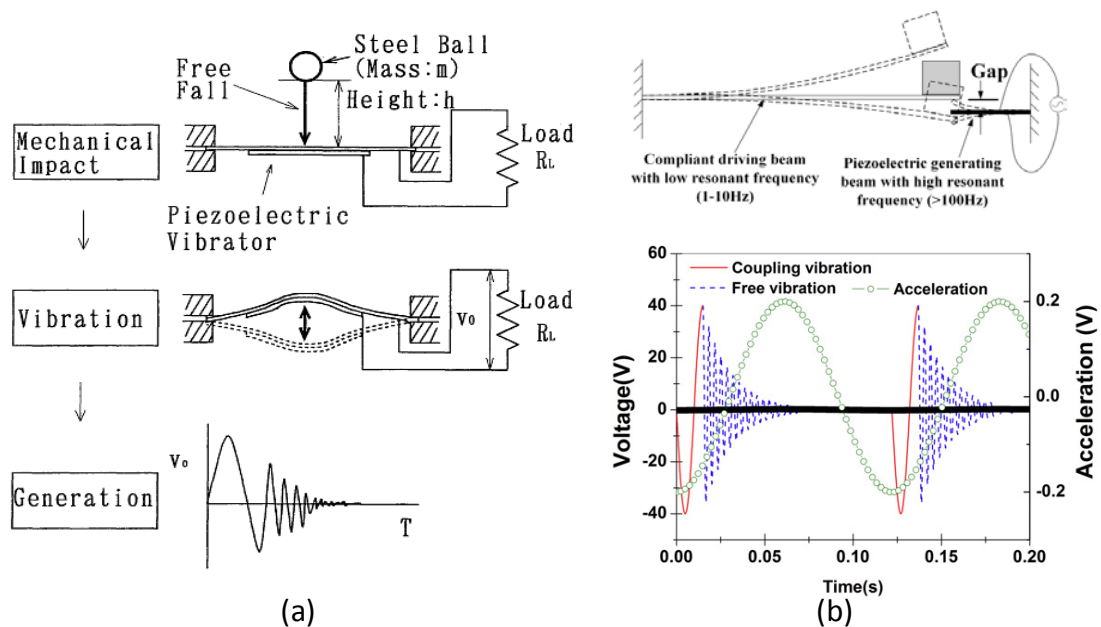 Steel Ball
(Mass:m)
Free
Fall
Height:h
Mechanical
Impact
Load
RL
Piezoelectric
Vibrator
Vibration
Vo
Load
RL
Generation
Vo
T
(a)
Gap
Compliant driving beam
with low resonant frequency
(1-10Hz)
Piezoelectric generating
beam with high resonant
frequency (>100Hz)
Coupling vibration
Free vibration
Acceleration
Voltage(V)
60
40
20
0
-20
-40
Acceleration (V)
0.2
0.0
-0.2
0.00
0.05
0.10
0.15
0.20
Time(s)
(b)